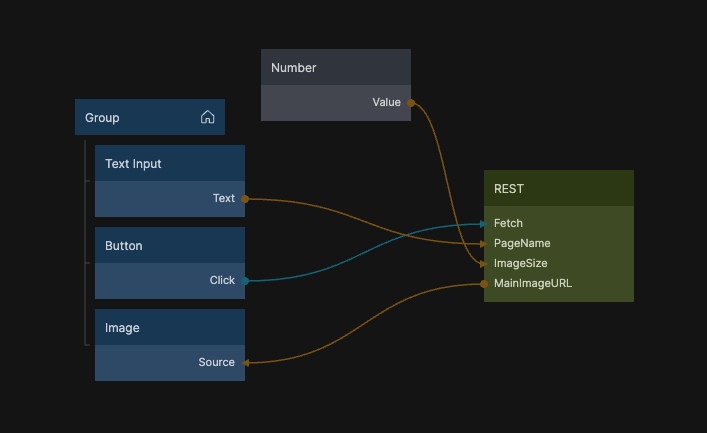 Number
Value
Group
Text Input
Text
Button
Click
Image
Source
REST
Fetch
PageName
ImageSize
MainImageURL